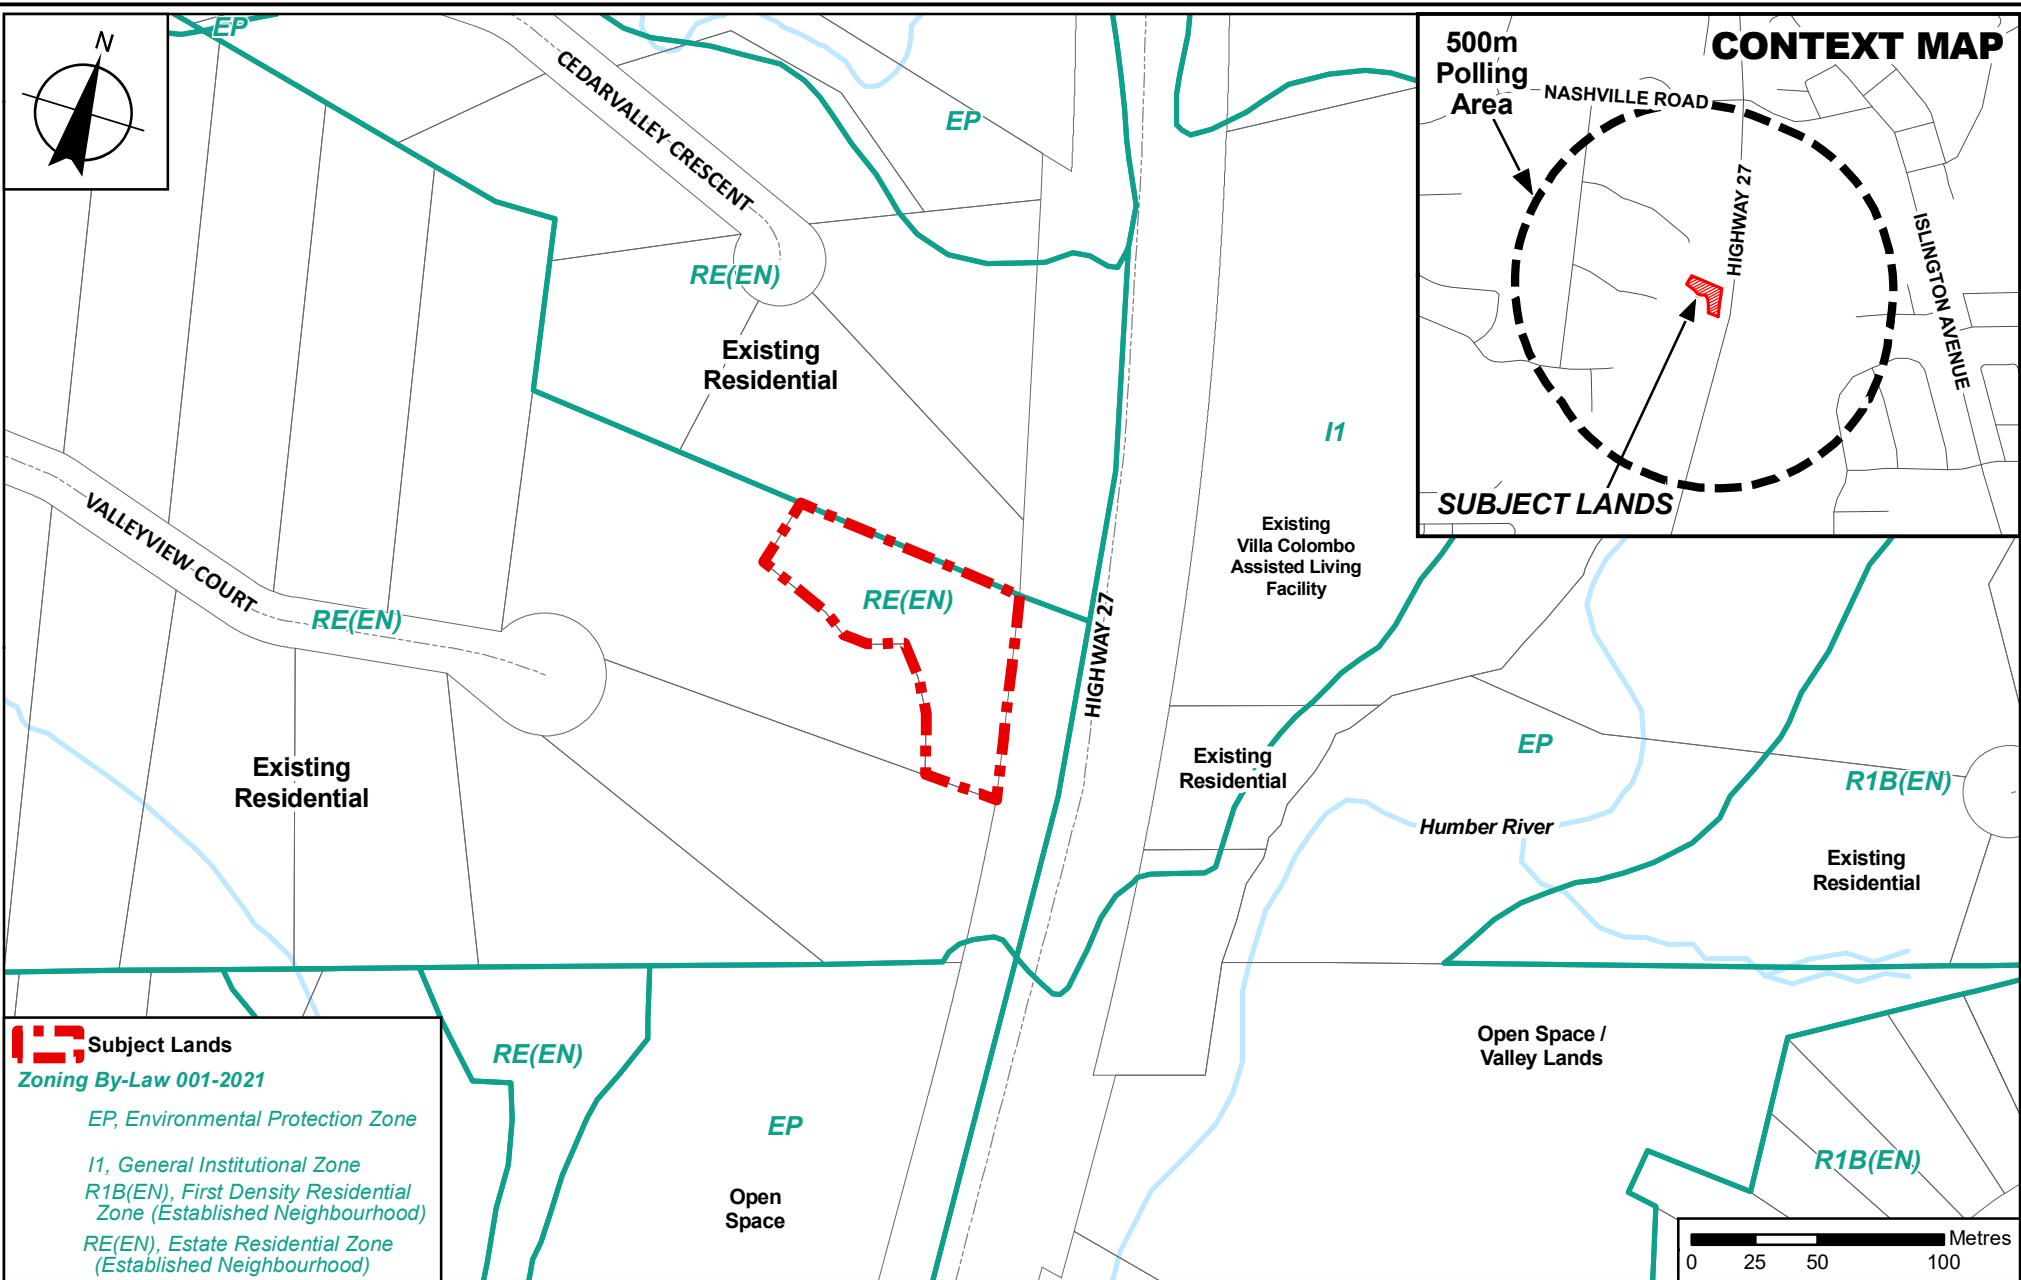 N
EP
CEDARVALLEY CRESCENT
EP
RE(EN)
Existing
Residential
500m
Polling
Area
CONTEXT MAP
NASHVILLE ROAD
HIGHWAY 27
ISLINGTON AVENUE
SUBJECT LANDS
I1
Existing
Villa Colombo
Assisted Living
Facility
VALLEYVIEW COURT
RE(EN)
RE(EN)
HIGHWAY 27
Existing
Residential
Existing
Residential
EP
R1B(EN)
Humber River
Existing
Residential
RE(EN)
EP
Open
Space
Open Space /
Valley Lands
R1B(EN)
Subject Lands
Zoning By-Law 001-2021
EP, Environmental Protection Zone
I1, General Institutional Zone
R1B(EN), First Density Residential
Zone (Established Neighbourhood)
RE(EN), Estate Residential Zone
(Established Neighbourhood)
Metres
0 25 50 100